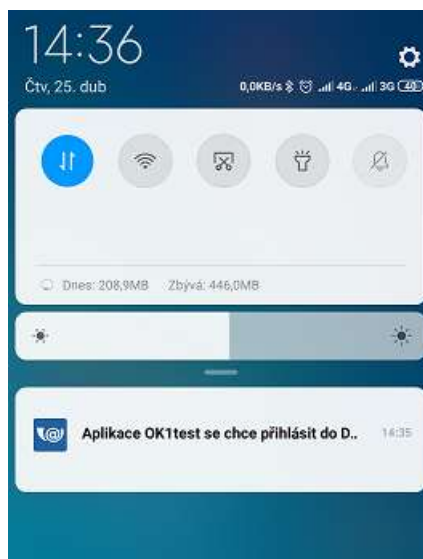 14:36
Čtv, 25. dub
0,0KB/s 4G 3G 40
Dnes: 208,9MB Zbývá: 446,0MB
Aplikace OK1test se chce přihlásit do D.. 14:35